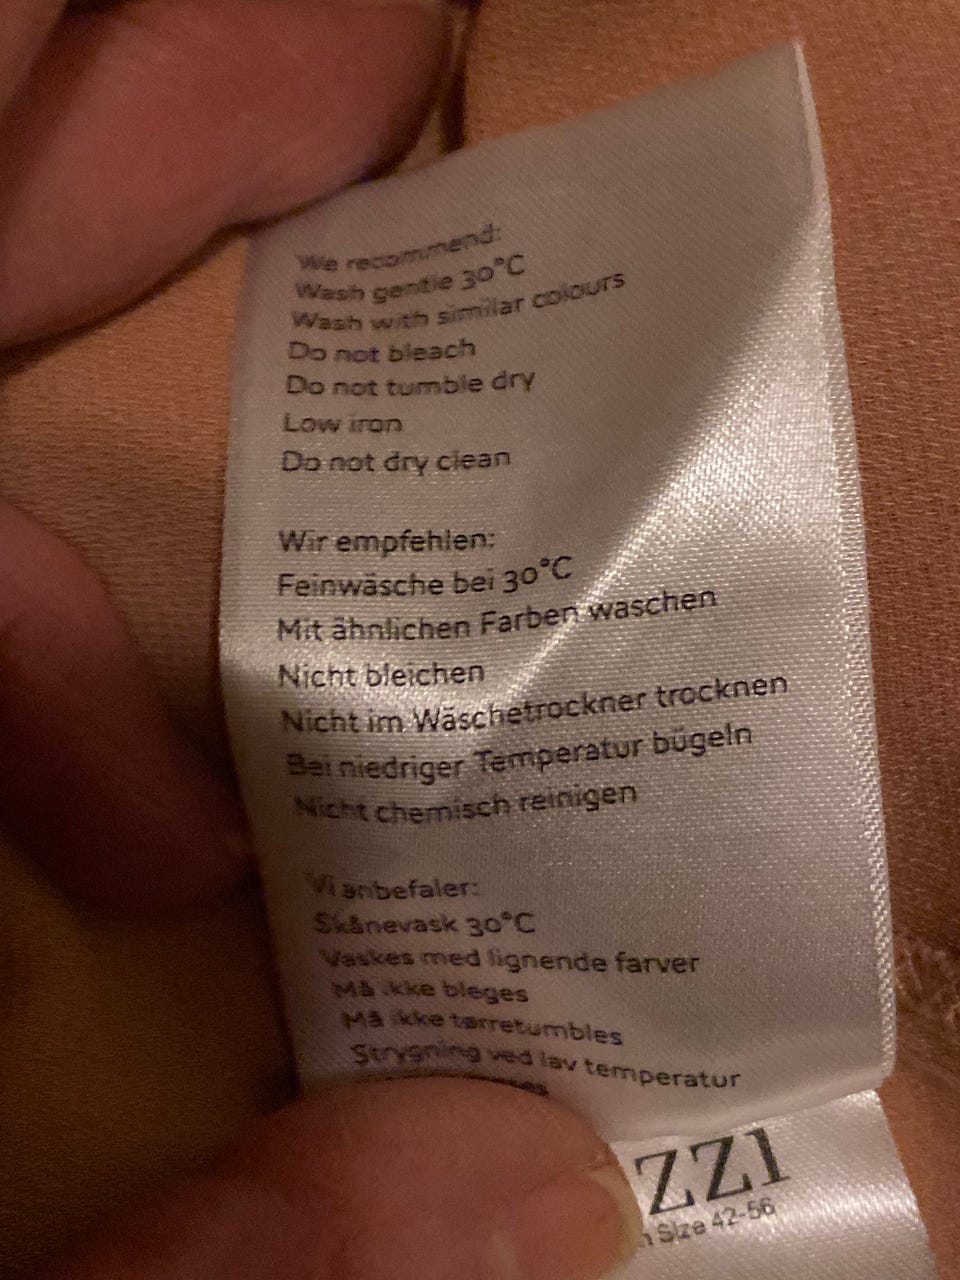 We recommend:
Wash gentle 30°C
Wash with similar colours
Do not bleach
Do not tumble dry
Low iron
Do not dry clean
Wir empfehlen:
Feinwäsche bei 30°C
Mit ähnlichen Farben waschen
Nicht bleichen
Nicht im Wäschetrockner trocknen
Bei niedriger Temperatur bügeln
Nicht chemisch reinigen
Vi anbefaler:
Skånevask 30°C
Vaskes med lignende farver
Må ikke bleges
Må ikke tørretumbles
Strygning ved lav temperatur
ZZI
Size 42-56